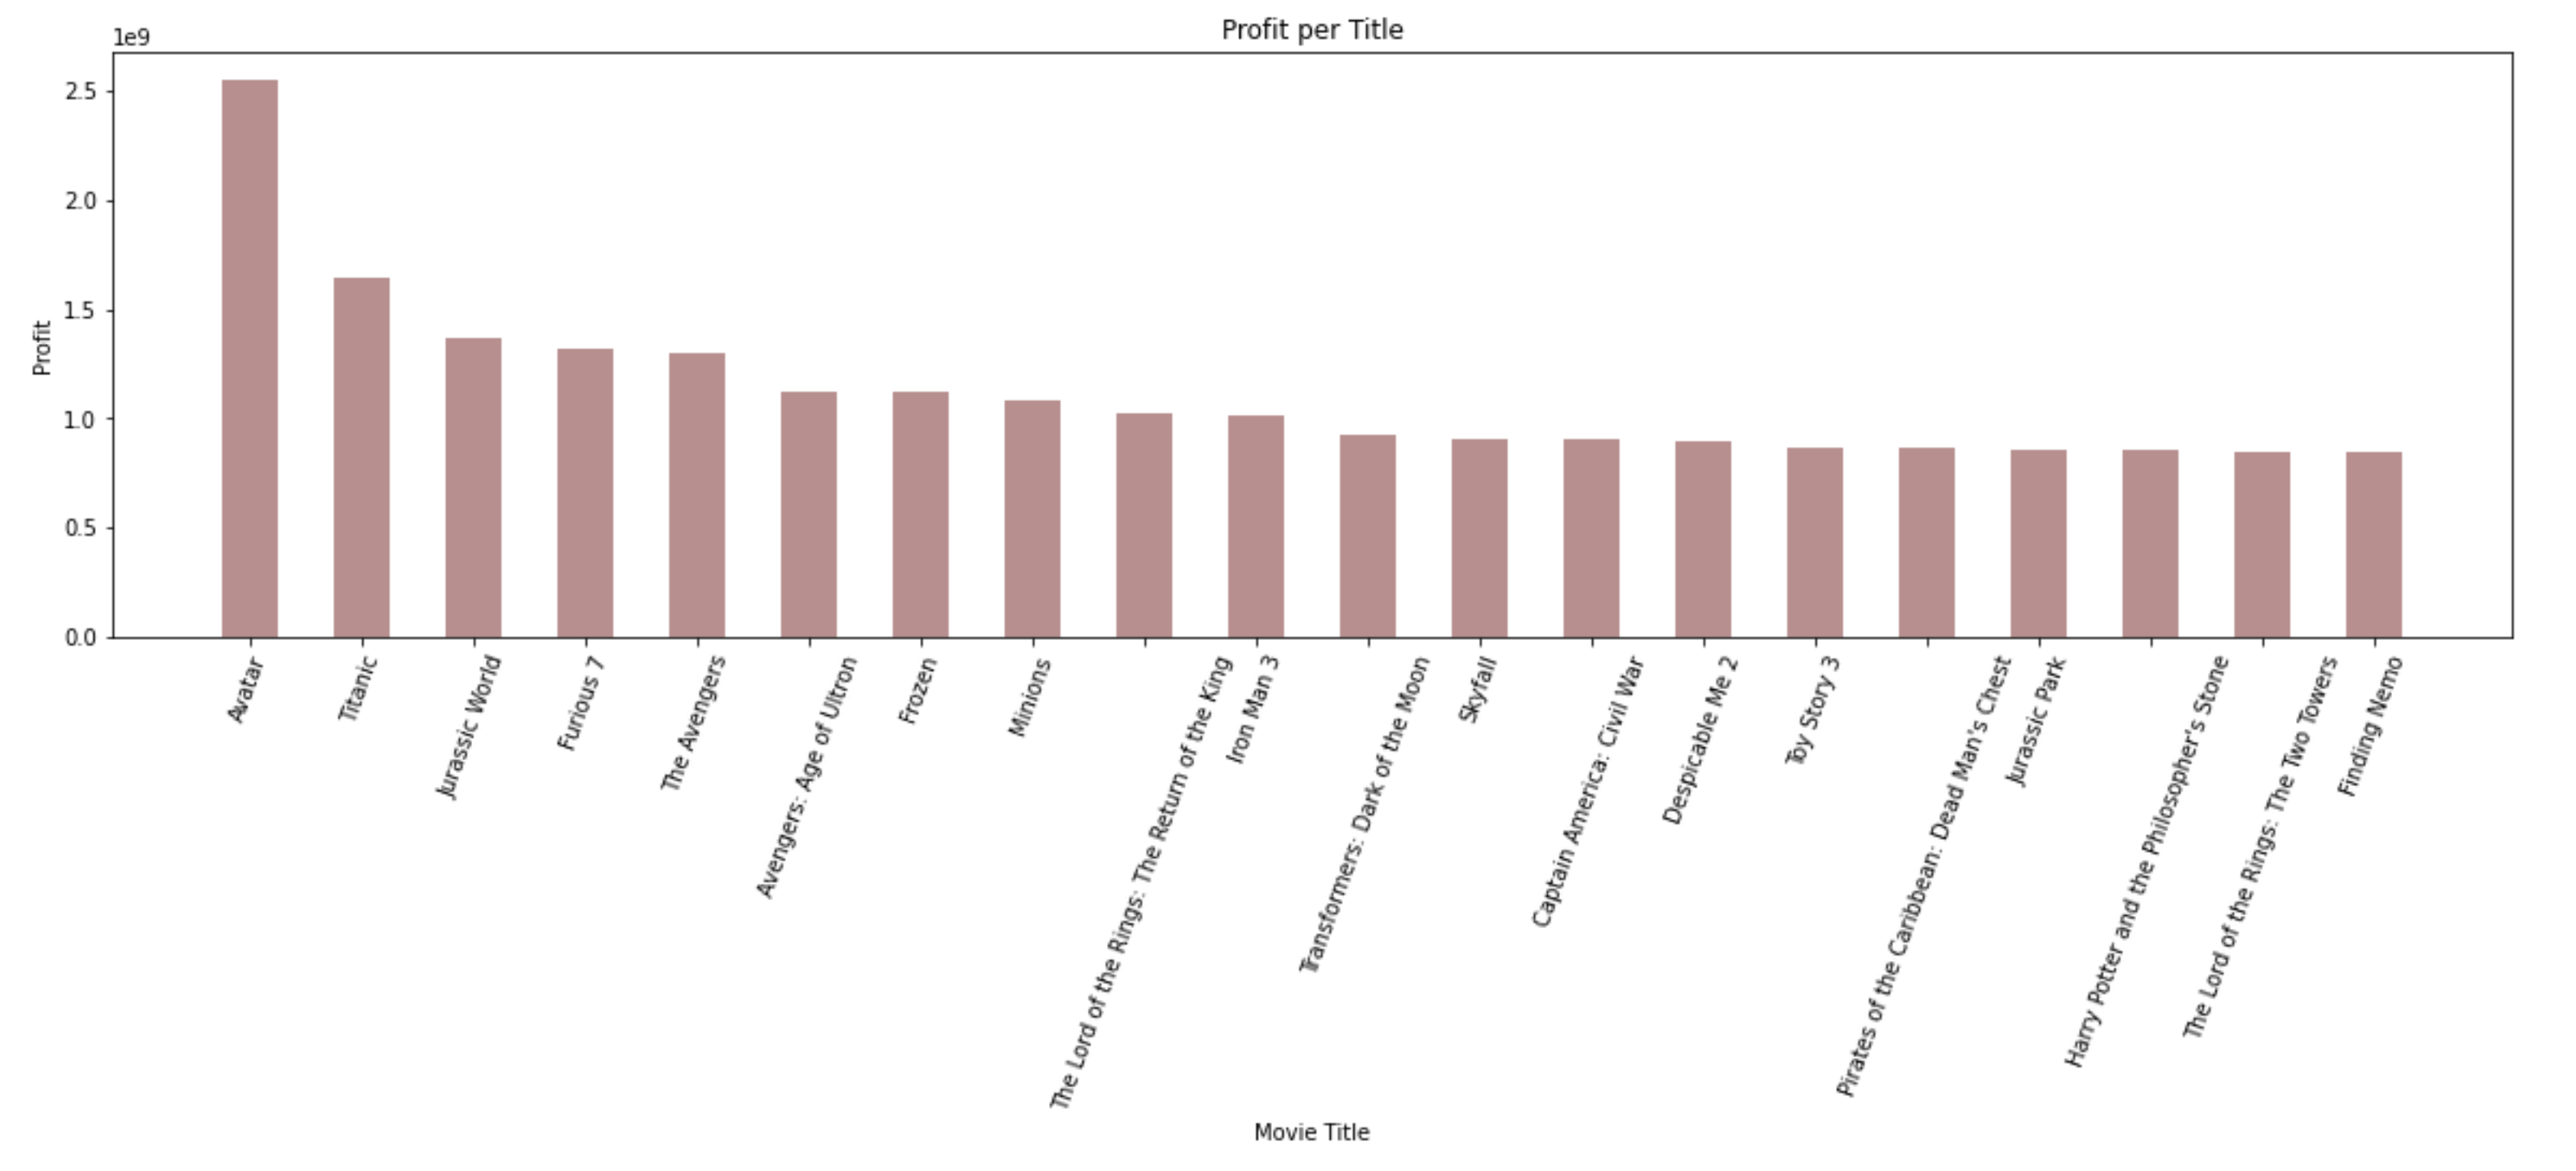 Profit per Title
1e9
2.5
2.0
1.5
1.0
0.5
0.0
Profit
Avatar
Titanic
Jurassic World
Furious 7
The Avengers
Avengers: Age of Ultron
Frozen
Minions
The Lord of the Rings: The Return of the King
Iron Man 3
Transformers: Dark of the Moon
Skyfall
Captain America: Civil War
Despicable Me 2
Toy Story 3
Pirates of the Caribbean: Dead Man's Chest
Jurassic Park
Harry Potter and the Philosopher's Stone
The Lord of the Rings: The Two Towers
Finding Nemo
Movie Title